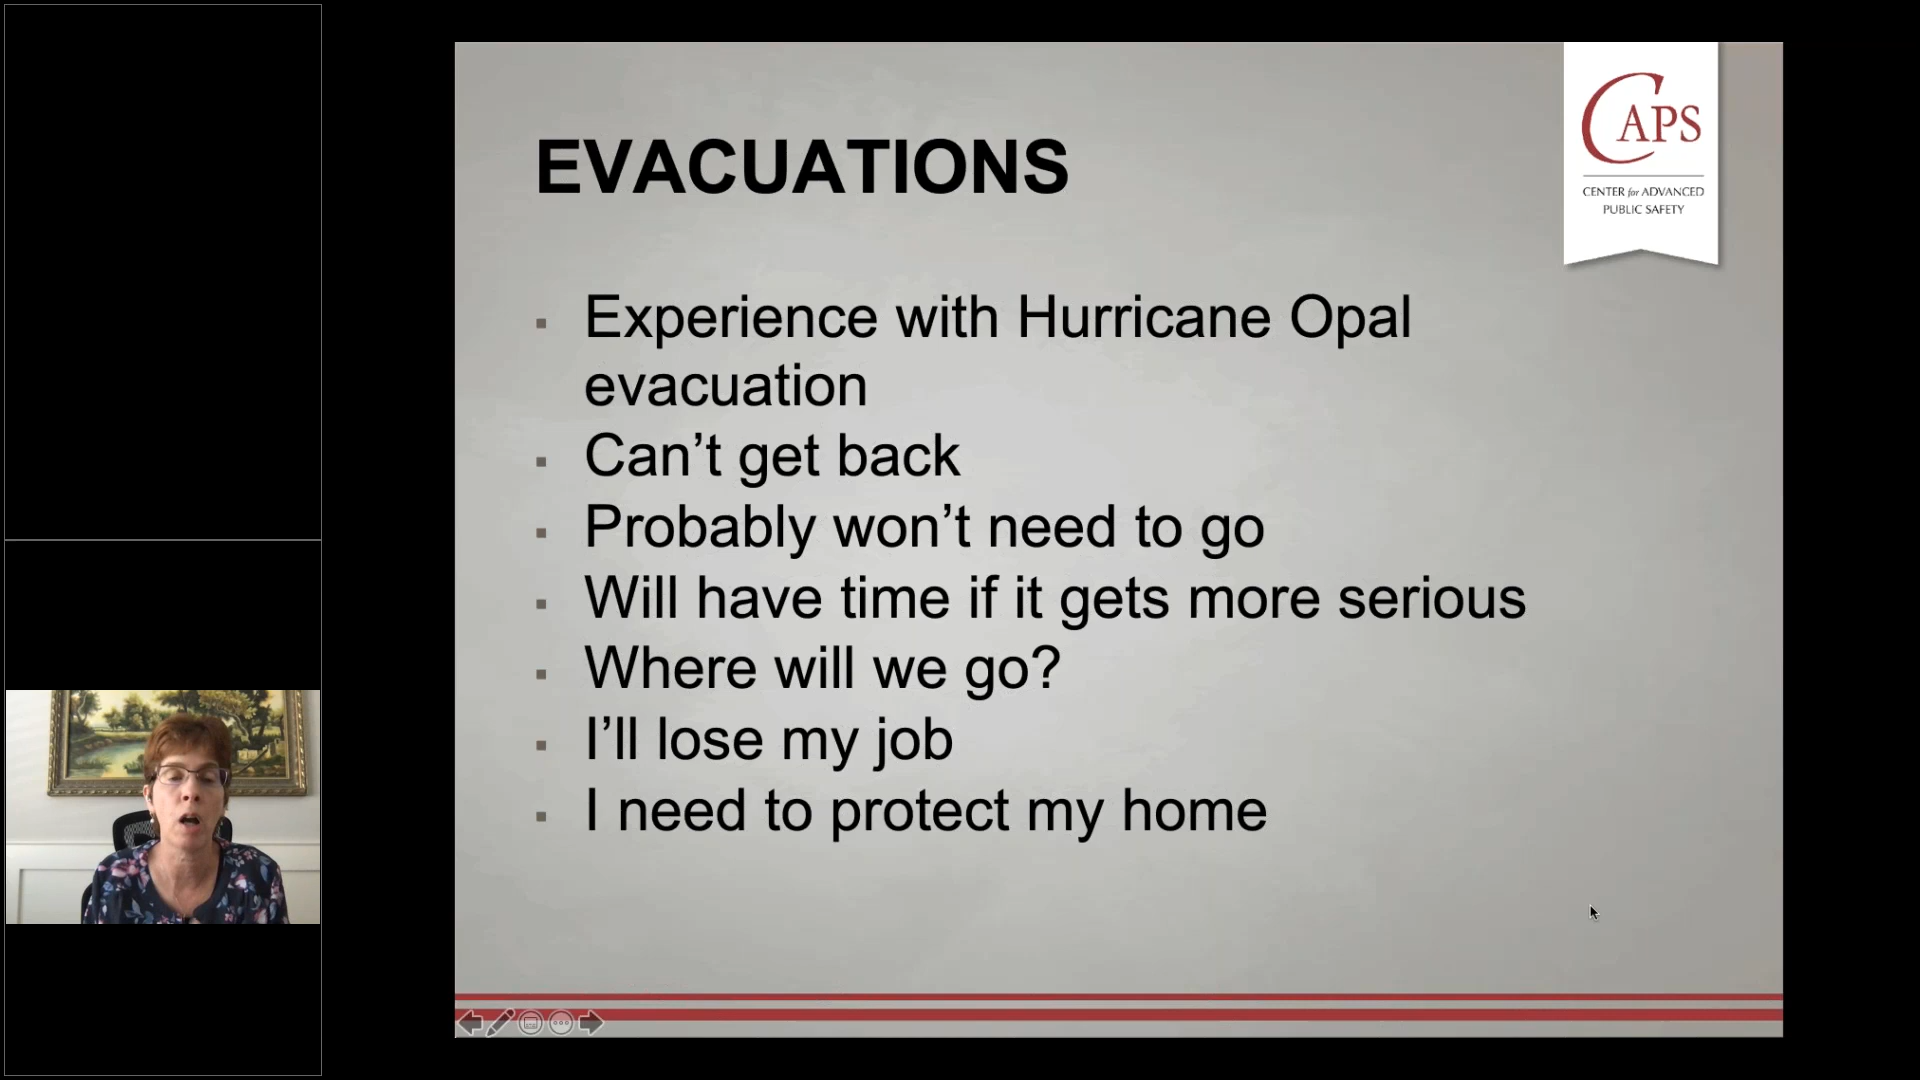 EVACUATIONS
CAPS
CENTER for ADVANCED
PUBLIC SAFETY
▪ Experience with Hurricane Opal
evacuation
▪ Can’t get back
▪ Probably won’t need to go
▪ Will have time if it gets more serious
▪ Where will we go?
▪ I’ll lose my job
▪ I need to protect my home